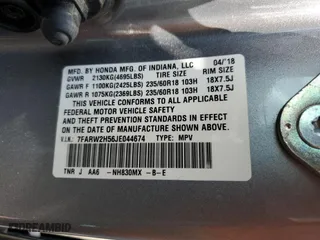 MFD. BY HONDA MFG. OF INDIANA, LLC 04/'18
GVWR 2130KG(4695LBS) TIRE SIZE RIM SIZE
GAWR F 1100KG(2425LBS) 235/60R18 103H 18X7.5J
GAWR R 1075KG(2369LBS) 235/60R18 103H 18X7.5J
THIS VEHICLE CONFORMS TO ALL APPLICABLE
FEDERAL MOTOR VEHICLE SAFETY
AND THEFT PREVENTION STANDARDS IN EFFECT
ON THE DATE OF MANUFACTURE SHOWN ABOVE.
V.I.N.: 7FARW2H56JE044674 TYPE: MPV
TNR J AA6 -NH830MX -B-E